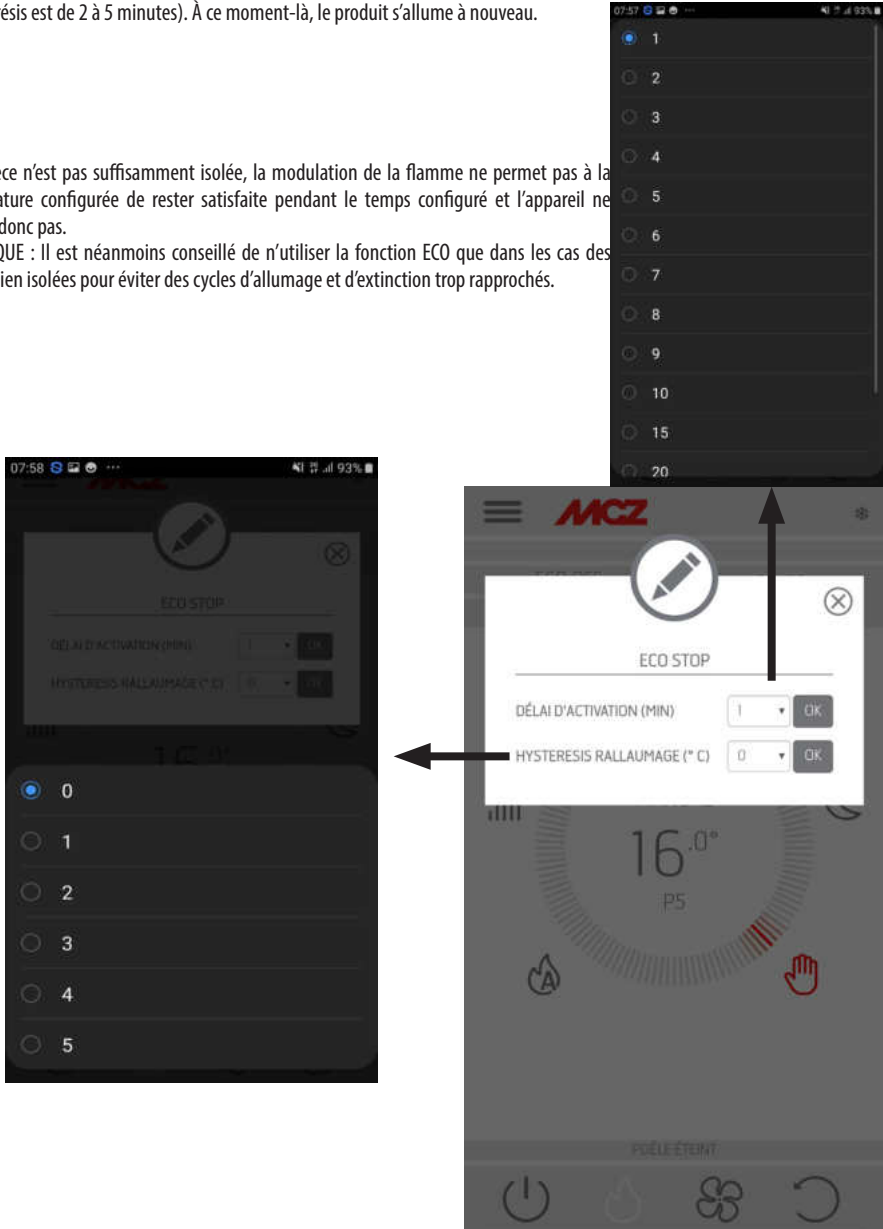 ésis est de 2 à 5 minutes). À ce moment-là, le produit s’allume à nouveau.
ce n’est pas suffisamment isolée, la modulation de la flamme ne permet pas à la
ature configurée de rester satisfaite pendant le temps configuré et l’appareil ne
donc pas.
QUE : Il est néanmoins conseillé de n’utiliser la fonction ECO que dans les cas des
ien isolées pour éviter des cycles d’allumage et d’extinction trop rapprochés.
07:57 93%
1
2
3
4
5
6
7
8
9
10
15
20
07:58 93%
MCZ
ECO STOP
DÉLAI D'ACTIVATION (MIN) 1 OK
HYSTERESIS RALLAUMAGE (° C) 0 OK
16.0°
0
1
2
3
4
5
MCZ
ECO STOP
DÉLAI D'ACTIVATION (MIN) 1 OK
HYSTERESIS RALLAUMAGE (° C) 0 OK
16.0°
P5
A
POÊLE ÉTEINT